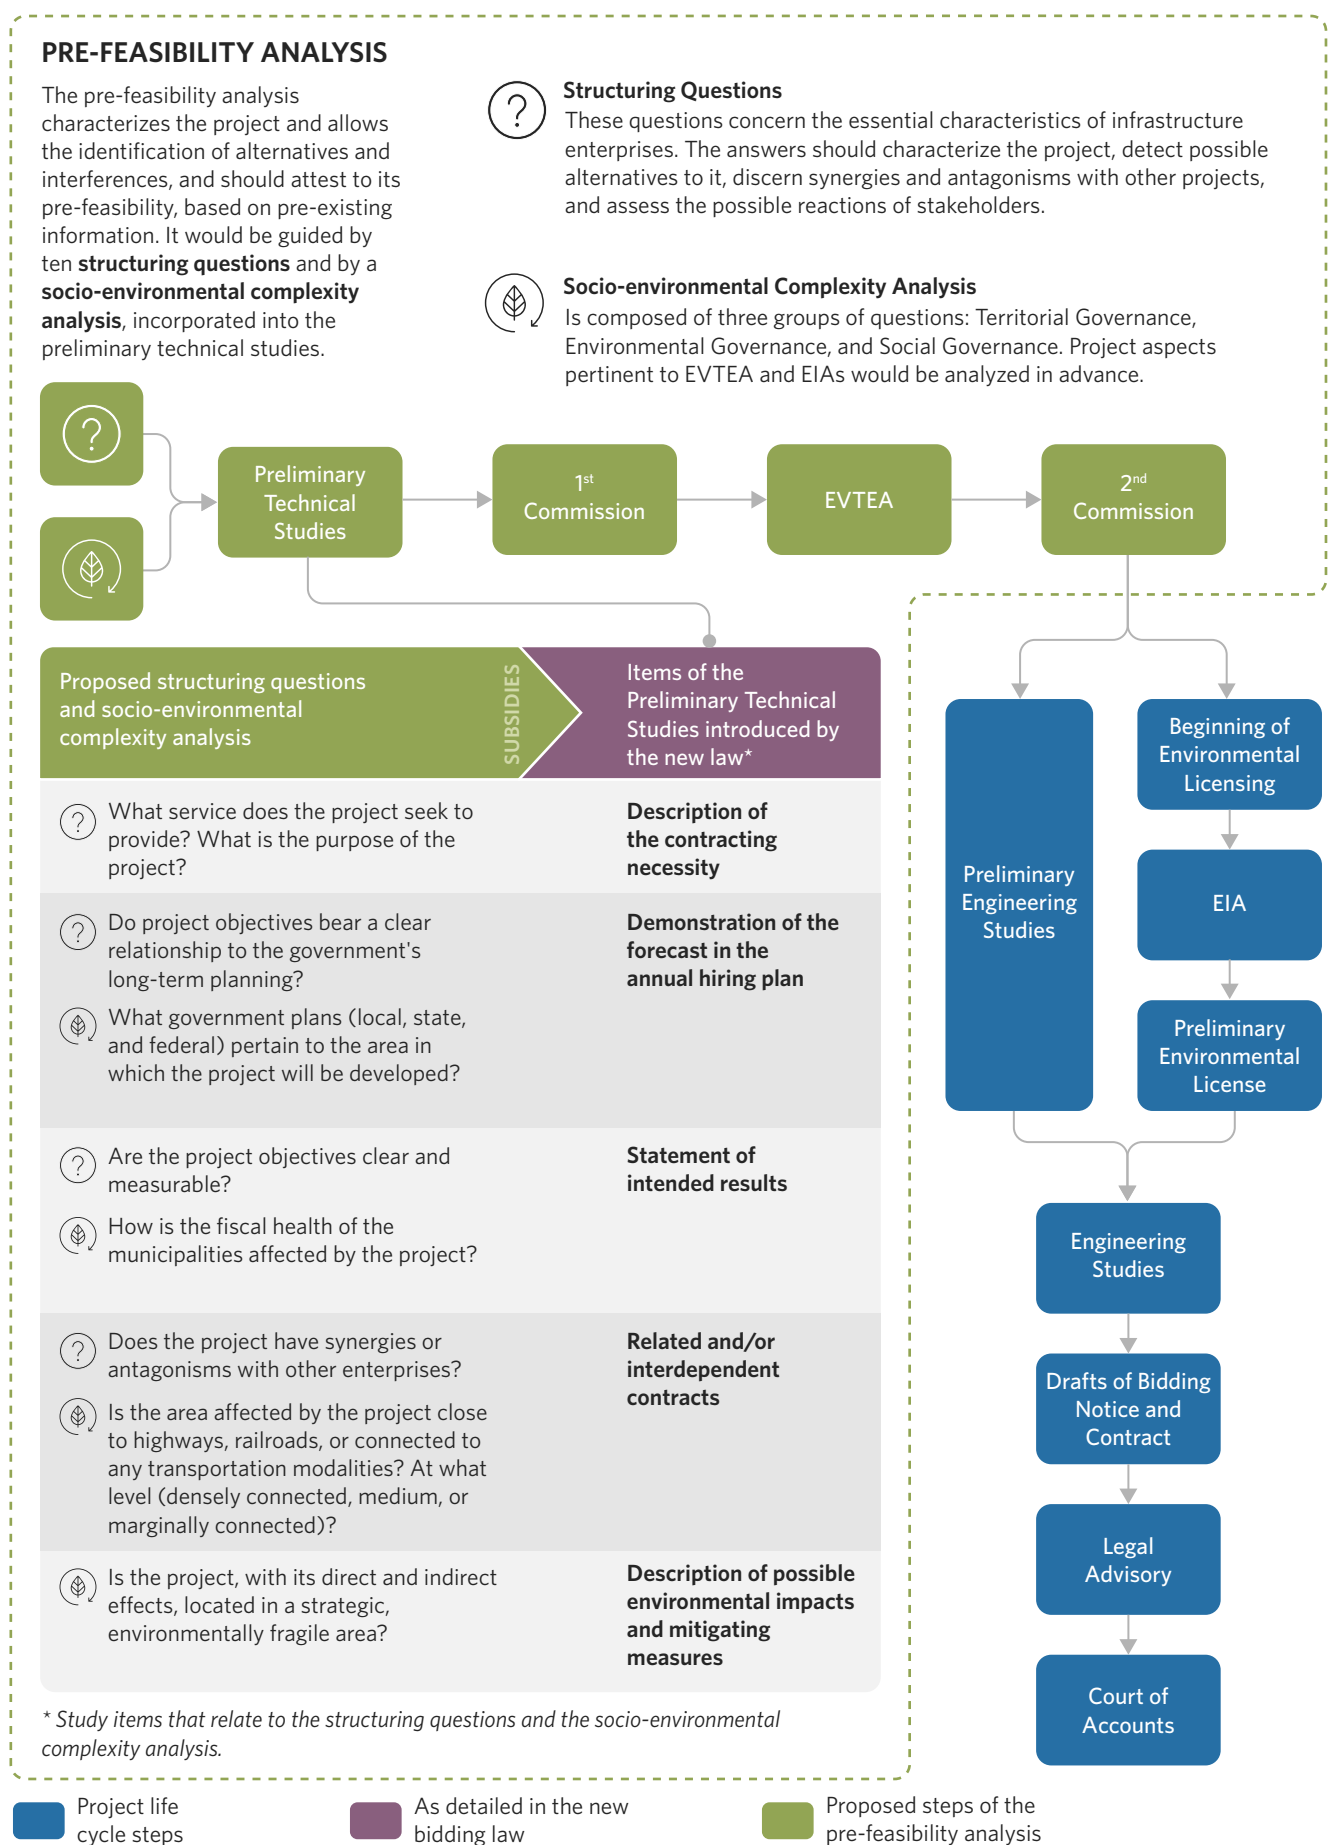 PRE-FEASIBILITY ANALYSIS
The pre-feasibility analysis
characterizes the project and allows
the identification of alternatives and
interferences, and should attest to its
pre-feasibility, based on pre-existing
information. It would be guided by
ten structuring questions and by a
socio-environmental complexity
analysis, incorporated into the
preliminary technical studies.
?
Structuring Questions
These questions concern the essential characteristics of infrastructure
enterprises. The answers should characterize the project, detect possible
alternatives to it, discern synergies and antagonisms with other projects,
and assess the possible reactions of stakeholders.
Socio-environmental Complexity Analysis
Is composed of three groups of questions: Territorial Governance,
Environmental Governance, and Social Governance. Project aspects
pertinent to EVTEA and EIAs would be analyzed in advance.
?
Preliminary
Technical
Studies
1st
Commission
EVTEA
2nd
Commission
Proposed structuring questions
and socio-environmental
complexity analysis
SUBSIDIES
Items of the
Preliminary Technical
Studies introduced by
the new law*
?
What service does the project seek to
provide? What is the purpose of the
project?
Description of
the contracting
necessity
?
Do project objectives bear a clear
relationship to the government's
long-term planning?
What government plans (local, state,
and federal) pertain to the area in
which the project will be developed?
Demonstration of the
forecast in the
annual hiring plan
?
Are the project objectives clear and
measurable?
How is the fiscal health of the
municipalities affected by the project?
Statement of
intended results
?
Does the project have synergies or
antagonisms with other enterprises?
Is the area affected by the project close
to highways, railroads, or connected to
any transportation modalities? At what
level (densely connected, medium, or
marginally connected)?
Related and/or
interdependent
contracts
Is the project, with its direct and indirect
effects, located in a strategic,
environmentally fragile area?
Description of possible
environmental impacts
and mitigating
measures
* Study items that relate to the structuring questions and the socio-environmental
complexity analysis.
Preliminary
Engineering
Studies
Beginning of
Environmental
Licensing
EIA
Preliminary
Environmental
License
Engineering
Studies
Drafts of Bidding
Notice and
Contract
Legal
Advisory
Court of
Accounts
Project life
cycle steps
As detailed in the new
bidding law
Proposed steps of the
pre-feasibility analysis